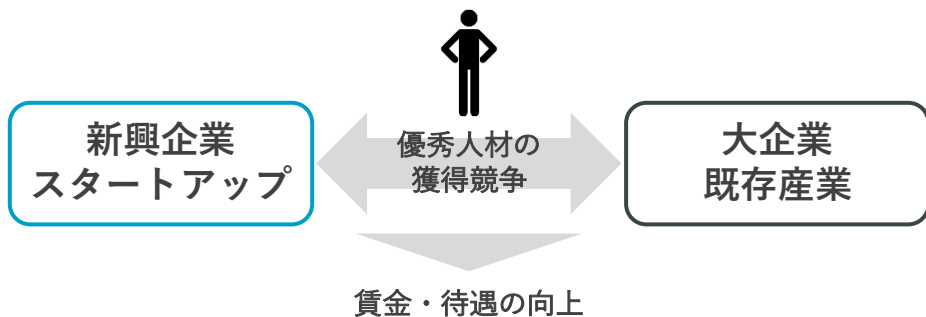 新興企業
スタートアップ
優秀人材の
獲得競争
大企業
既存産業
賃金・待遇の向上